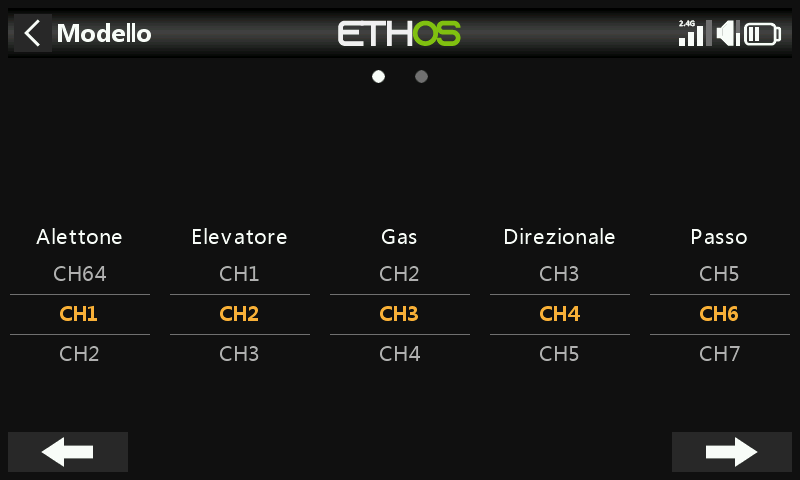 Modello
ETHOS
2.4G
Alettone Elevatore Gas Direzionale Passo
CH64 CH1 CH2 CH3 CH5
CH1 CH2 CH3 CH4 CH6
CH2 CH3 CH4 CH5 CH7